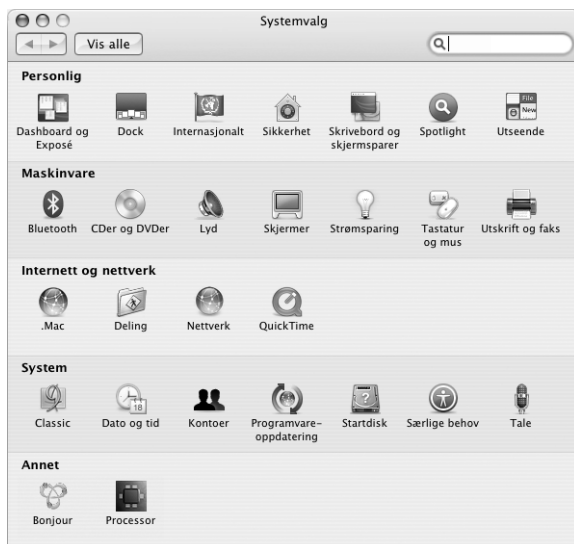 Systemvalg
Vis alle
Personlig
Dashboard og
Exposé
Dock
Internasjonalt
Sikkerhet
Skrivebord og
skjermsparer
Spotlight
File
New
Utseende
Maskinvare
Bluetooth
CDer og DVDer
Lyd
Skjermer
Strømsparing
Tastatur
og mus
Utskrift og faks
Internett og nettverk
.Mac
Deling
Nettverk
QuickTime
System
Classic
18
Dato og tid
Kontoer
Programvare-
oppdatering
?
Startdisk
Særlige behov
Tale
Annet
Bonjour
Processor